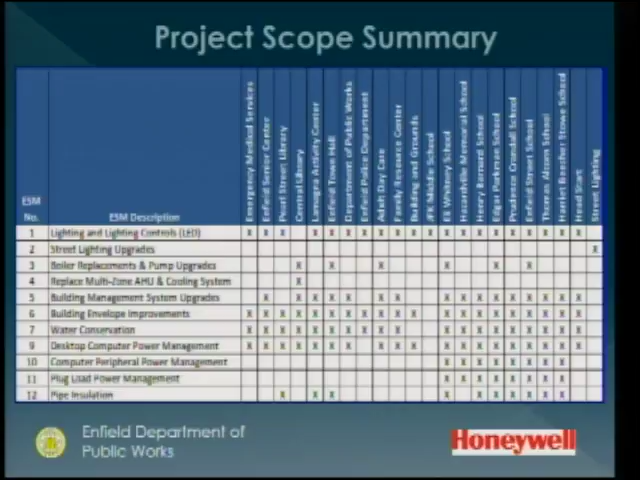 Project Scope Summary
ESM No. ESM Description Emergency Medical Services Enfield Senior Center Pearl Street Library Central Library Lamagna Activity Center Enfield Town Hall Department of Public Works Enfield Police Department Adult Day Care Family Resource Center Building and Grounds JFK Middle School Eli Whitney School Hazardville Memorial School Henry Barnard School Edgar Parkman School Prudence Crandall School Enfield Street School Thomas Alcorn School Harriet Beecher Stowe School Head Start Street Lighting
1 Lighting and Lighting Controls (LED) X X X X X X X X X X X X X X X X X X X
2 Street Lighting Upgrades X
3 Boiler Replacements & Pump Upgrades X X X X X X
4 Replace Multi-Zone AHU & Cooling System X
5 Building Management System Upgrades X X X X X X X X X X X X X X X X X
6 Building Envelope Improvements X X X X X X X X X X X X X X X X X X X X
7 Water Conservation X X X X X X X X X X X X X X X X X X X
9 Desktop Computer Power Management X X X X X X X X X X X X X X X X X X X
10 Computer Peripheral Power Management X X X X X X X X
11 Plug Load Power Management X X X X X X X X
12 Pipe Insulation X X X X X X X X X X X
Enfield Department of
Public Works
Honeywell